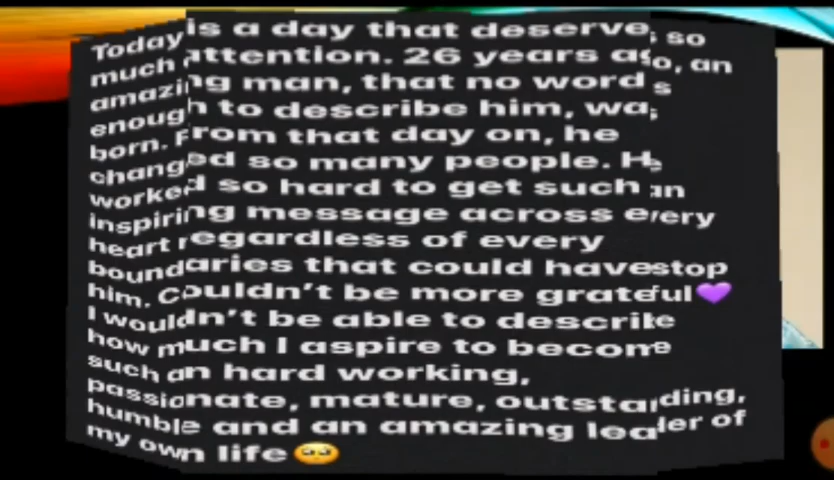 Today is a day that deserves so
much attention. 26 years ago, an
amazing man, that no word s
enough to describe him, was
born. From that day on, he
changed so many people. He
worked so hard to get such an
inspiring message across every
heart regardless of every
boundaries that could have stop
him. Couldn't be more grateful💜
I wouldn't be able to describe
how much I aspire to become
such an hard working,
passionate, mature, outstanding,
humble and an amazing leader of
my own life🥺